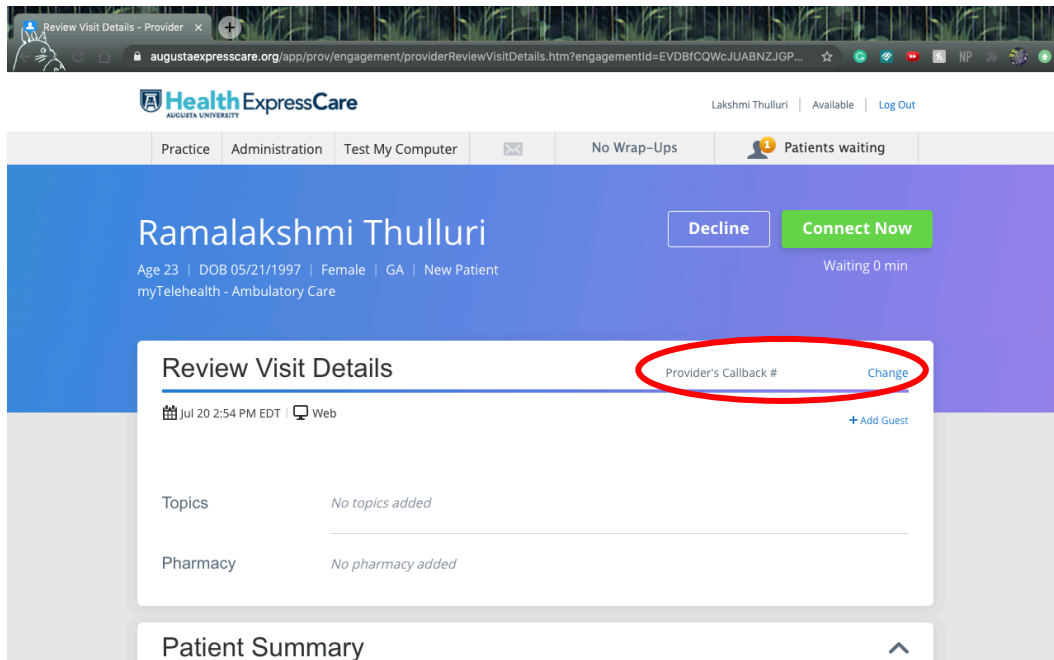 Review Visit Details - Provider
augustaexpresscare.org/app/prov/engagement/providerReviewVisitDetails.htm?engagementId=EVDBfCQWcJUABNZJGP...
NP
Health ExpressCare
AUGUSTA UNIVERSITY
Lakshmi Thulluri | Available | Log Out
Practice Administration Test My Computer No Wrap-Ups 1 Patients waiting
Ramalakshmi Thulluri
Decline Connect Now
Age 23 | DOB 05/21/1997 | Female | GA | New Patient
Waiting 0 min
myTelehealth - Ambulatory Care
Review Visit Details
Provider's Callback # Change
Jul 20 2:54 PM EDT | Web
+ Add Guest
Topics No topics added
Pharmacy No pharmacy added
Patient Summary